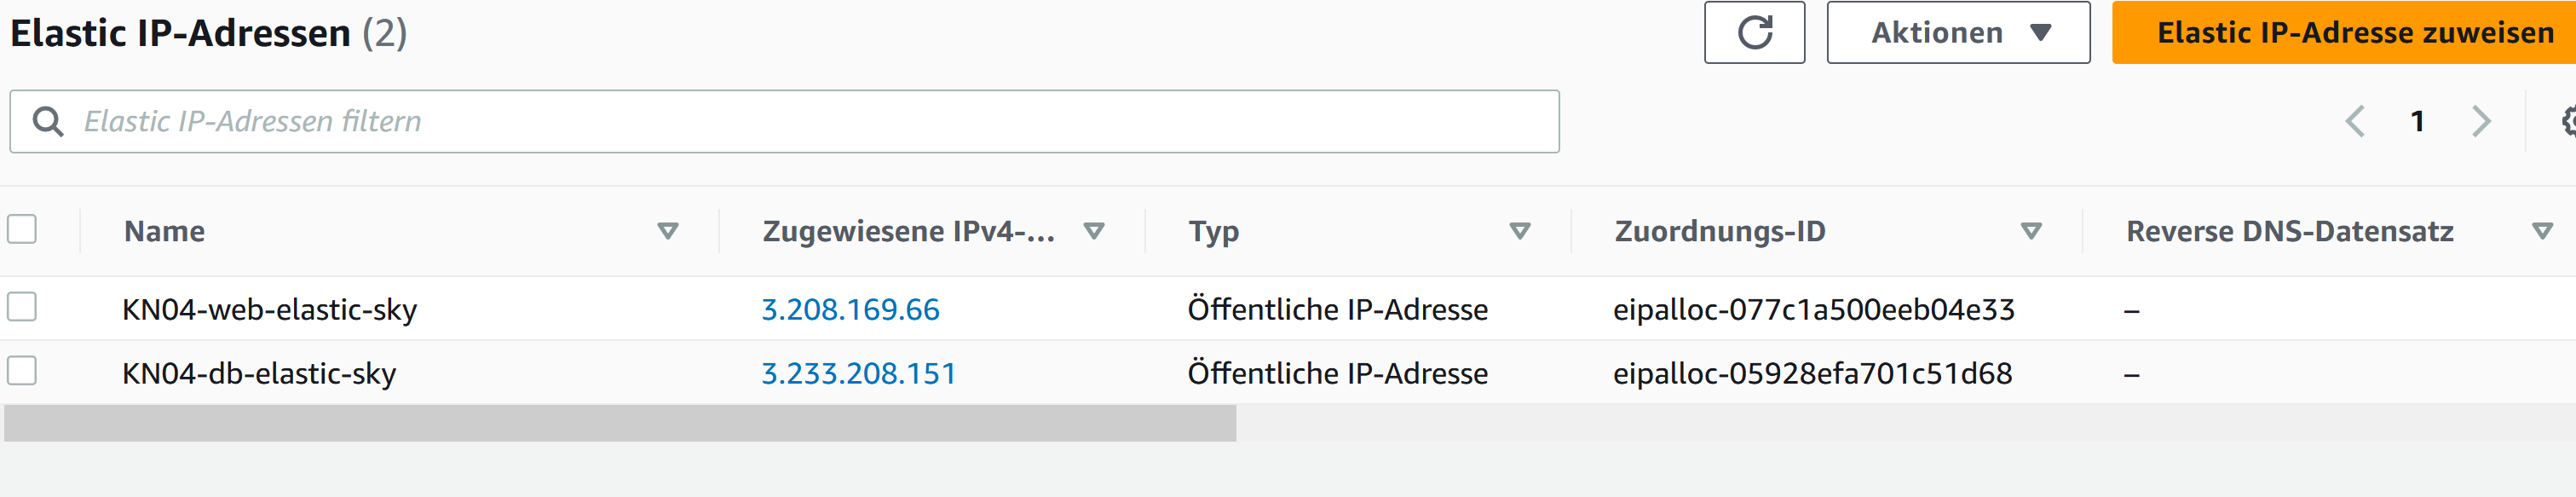 Elastic IP-Adressen (2)
Aktionen
Elastic IP-Adresse zuweisen
Elastic IP-Adressen filtern
1
Name Zugewiesene IPv4-... Typ Zuordnungs-ID Reverse DNS-Datensatz
KN04-web-elastic-sky 3.208.169.66 Öffentliche IP-Adresse eipalloc-077c1a500eeb04e33 –
KN04-db-elastic-sky 3.233.208.151 Öffentliche IP-Adresse eipalloc-05928efa701c51d68 –